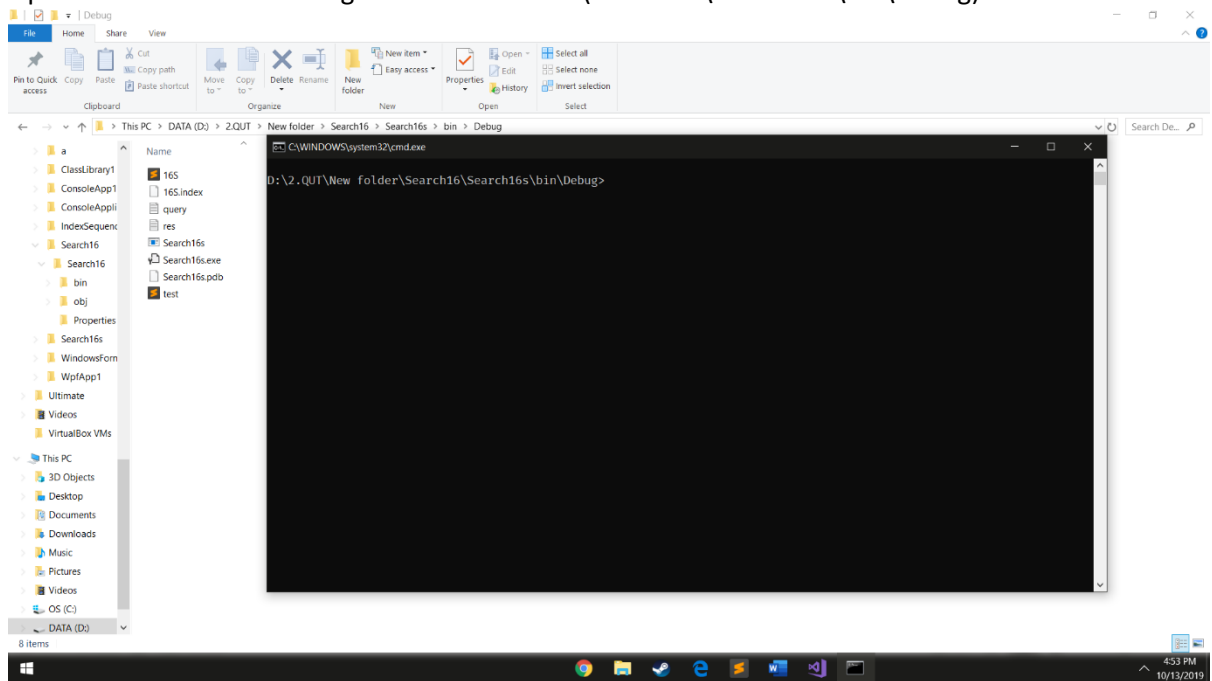 Debug
File Home Share View
Pin to Quick access
Copy
Paste
Cut
Copy path
Paste shortcut
Clipboard
Move to
Copy to
Delete
Rename
Organize
New folder
New item
Easy access
New
Properties
Open
Edit
History
Open
Select all
Select none
Invert selection
Select
This PC > DATA (D:) > 2.QUT > New folder > Search16 > Search16s > bin > Debug
Search De...
a
ClassLibrary1
ConsoleApp1
ConsoleAppli
IndexSequenc
Search16
Search16
bin
obj
Properties
Search16s
WindowsForn
WpfApp1
Ultimate
Videos
VirtualBox VMs
This PC
3D Objects
Desktop
Documents
Downloads
Music
Pictures
Videos
OS (C:)
DATA (D:)
Name
16S
16S.index
query
res
Search16s
Search16s.exe
Search16s.pdb
test
C:\WINDOWS\system32\cmd.exe
D:\2.QUT\New folder\Search16\Search16s\bin\Debug>
8 items
4:53 PM
10/13/2019